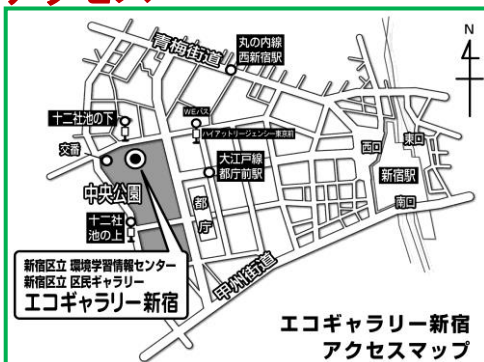 アクセス
N
青梅街道
丸の内線
西新宿駅
WEバス
十二社池の下
ハイアットリージェンシー東京前
交番
大江戸線
都庁前駅
西口
東口
新宿駅
南口
中央公園
都庁
十二社
池の上
甲州街道
新宿区立 環境学習情報センター
新宿区立 区民ギャラリー
エコギャラリー新宿
エコギャラリー新宿
アクセスマップ